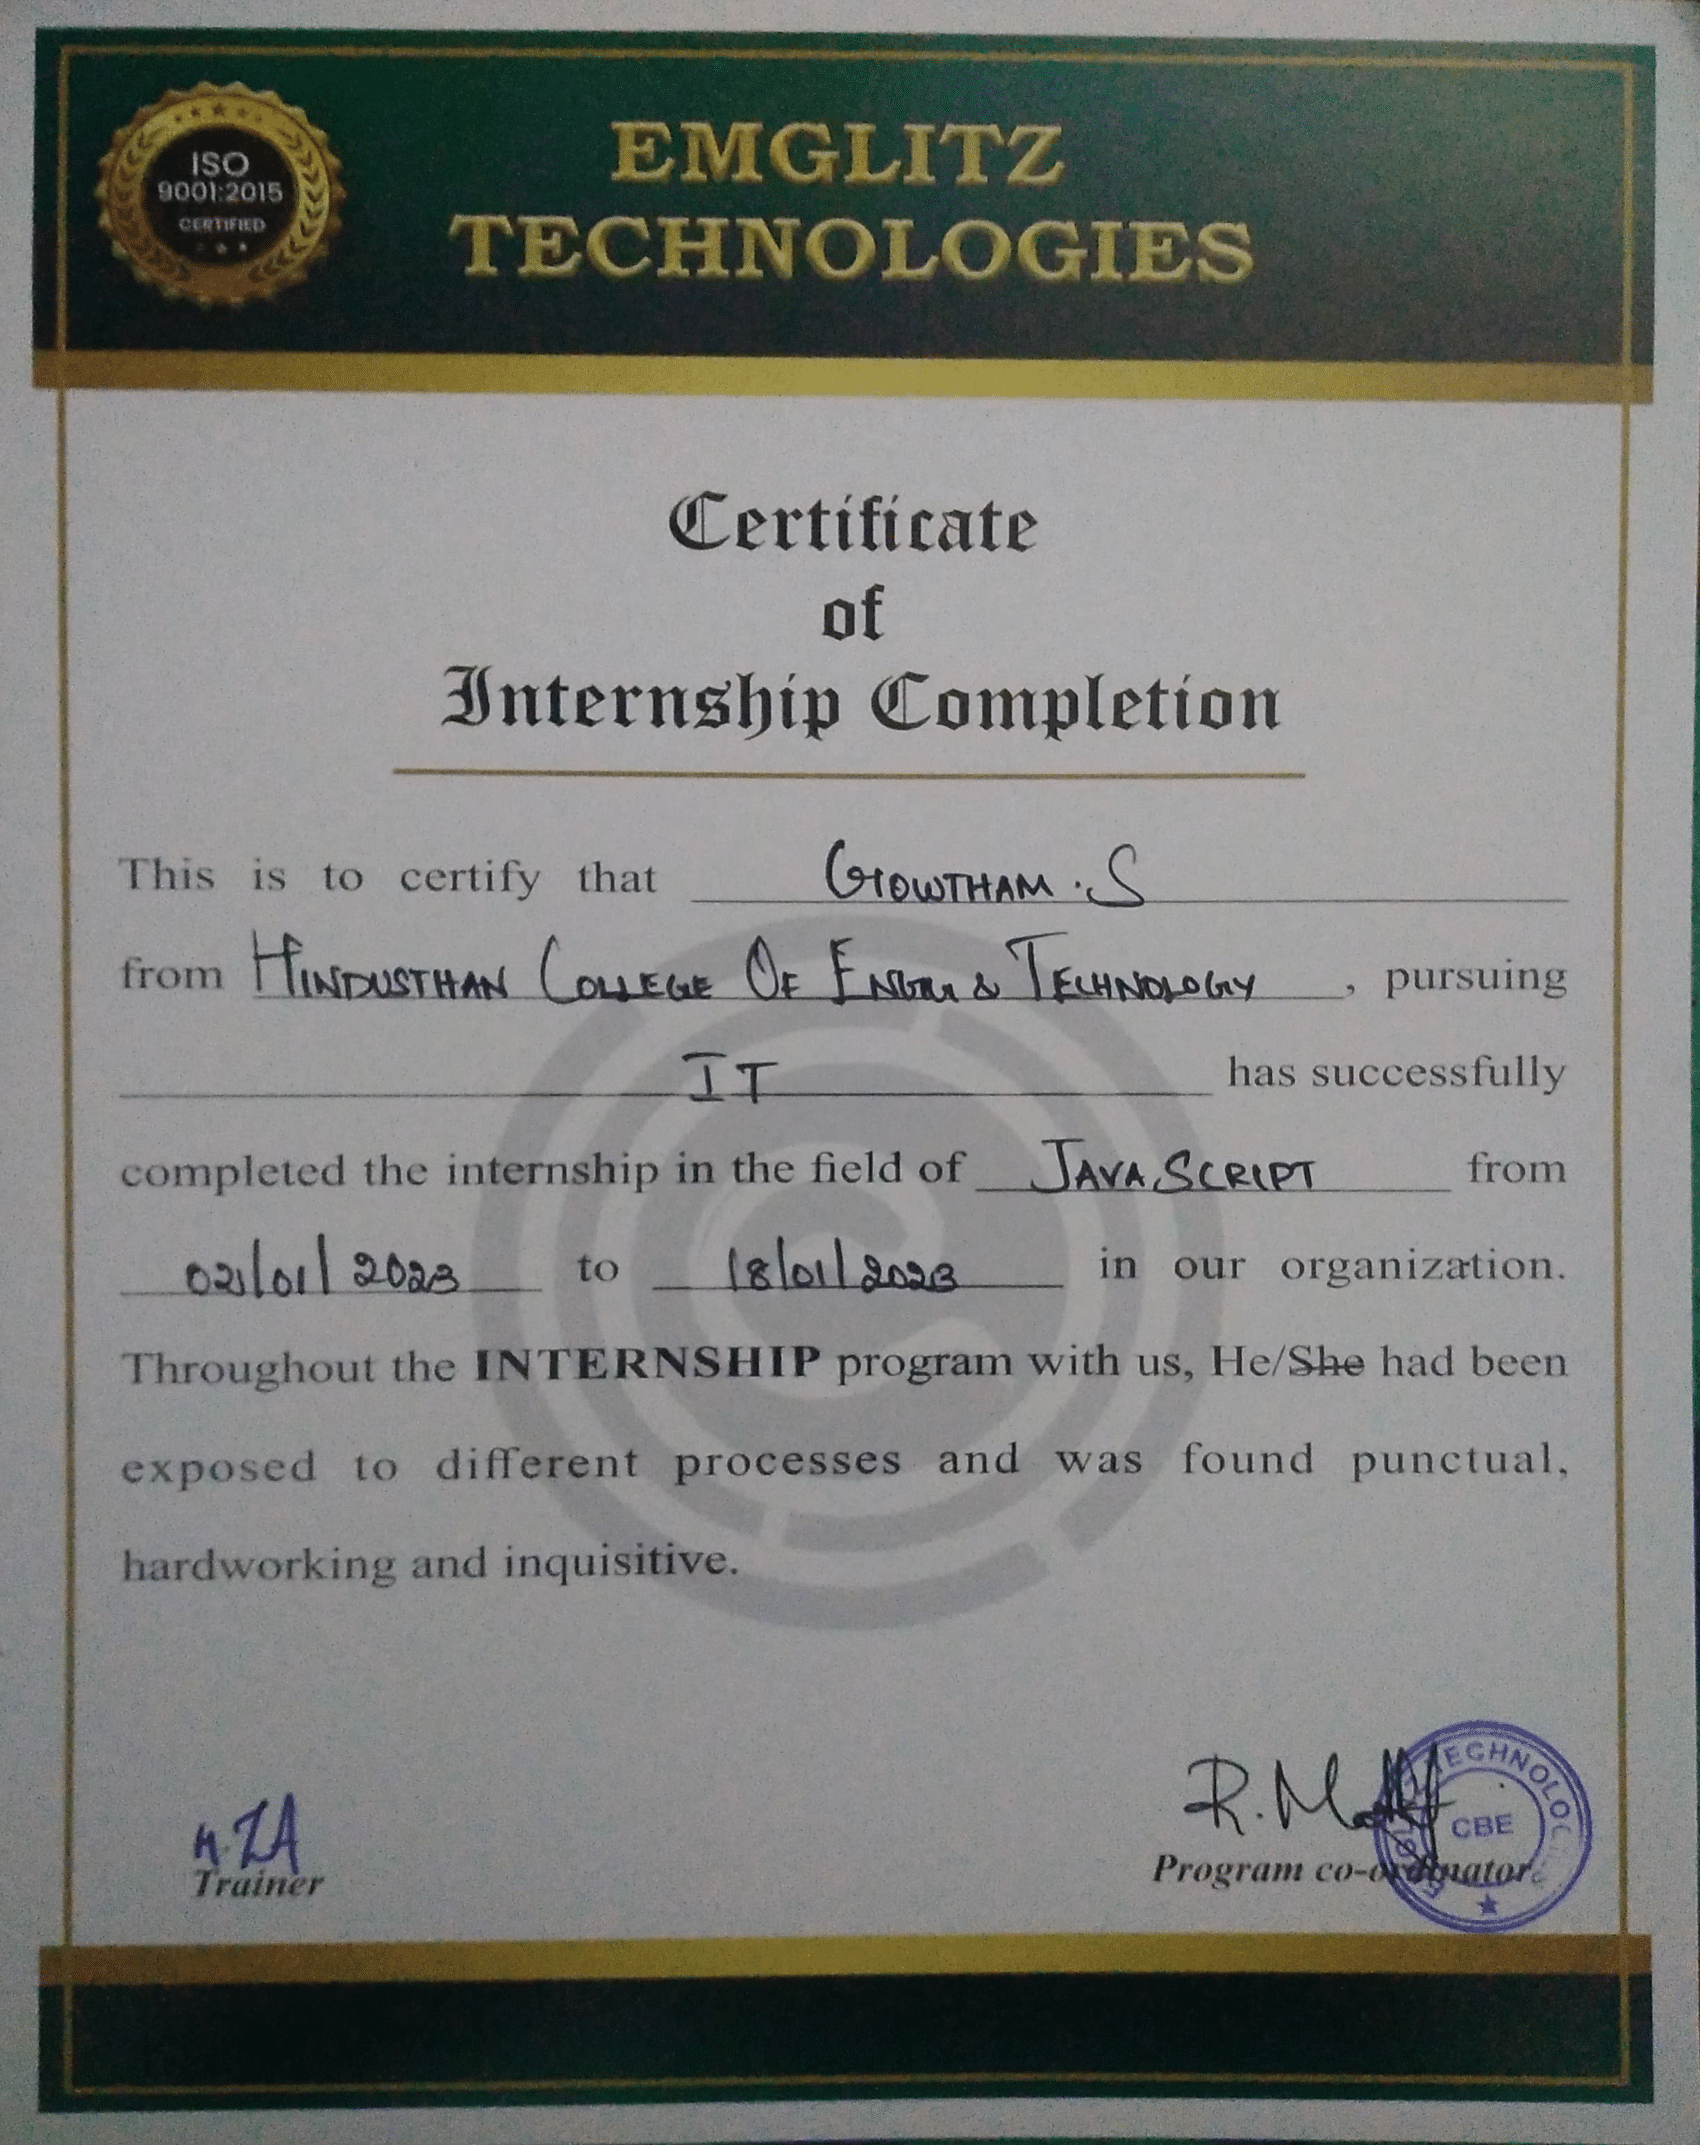 ISO
9001:2015
CERTIFIED
EMGLITZ
TECHNOLOGIES
Certificate
of
Internship Completion
This is to certify that GOWTHAM . S
from HINDUSTHAN COLLEGE OF ENGG & TECHNOLOGY , pursuing
IT has successfully
completed the internship in the field of JAVA SCRIPT from
02/01/2023 to 18/01/2023 in our organization.
Throughout the INTERNSHIP program with us, He/She had been
exposed to different processes and was found punctual,
hardworking and inquisitive.
Trainer
R.
Program co-ordinator
CBE